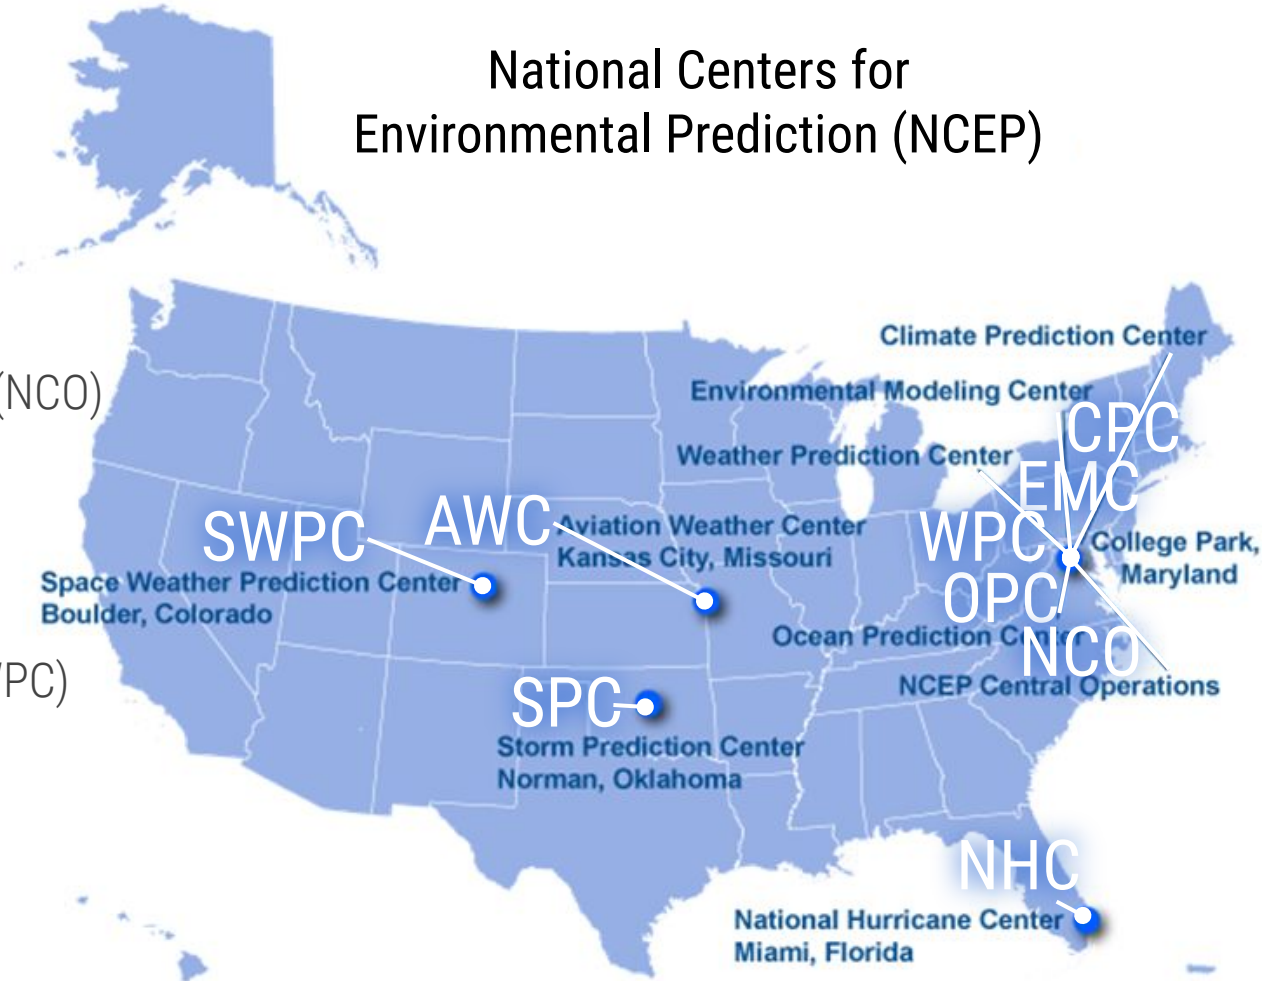 National Centers for
Environmental Prediction (NCEP)
Climate Prediction Center
(NCO)
Environmental Modeling Center
CPC
Weather Prediction Center
EMC
AWC
SWPC
Aviation Weather Center
Kansas City, Missouri
WPC
College Park,
Maryland
Space Weather Prediction Center
Boulder, Colorado
OPC
Ocean Prediction Center
NCO
PC)
NCEP Central Operations
SPC
Storm Prediction Center
Norman, Oklahoma
NHC
National Hurricane Center
Miami, Florida